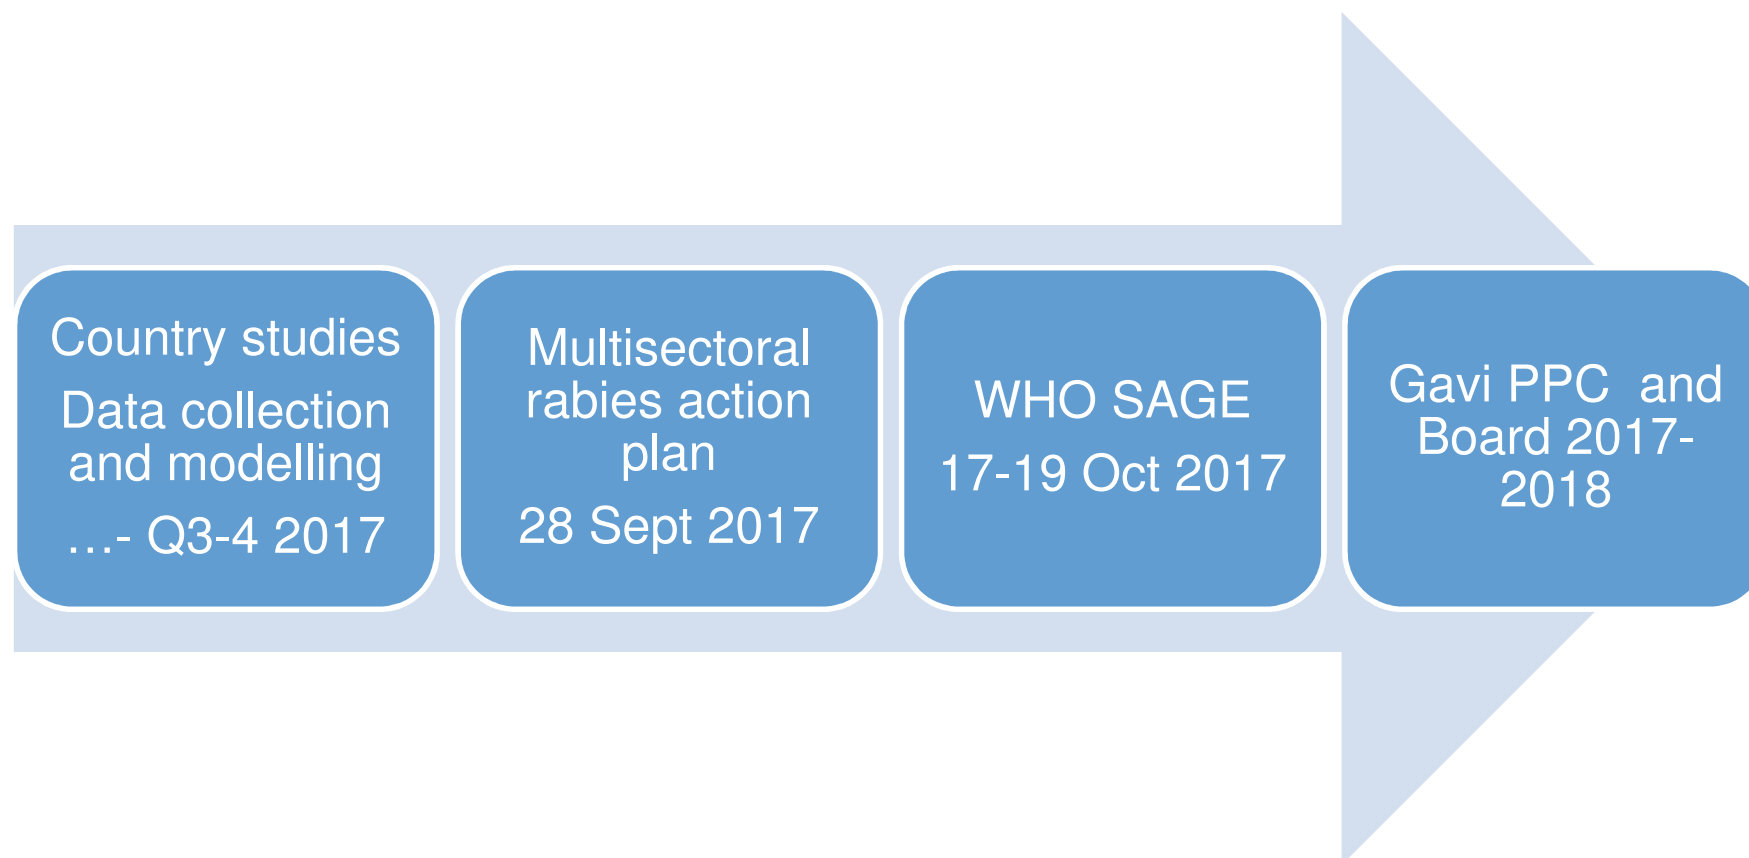 Country studies
Data collection
and modelling
…- Q3-4 2017
Multisectoral
rabies action
plan
28 Sept 2017
WHO SAGE
17-19 Oct 2017
Gavi PPC  and
Board 2017-
2018